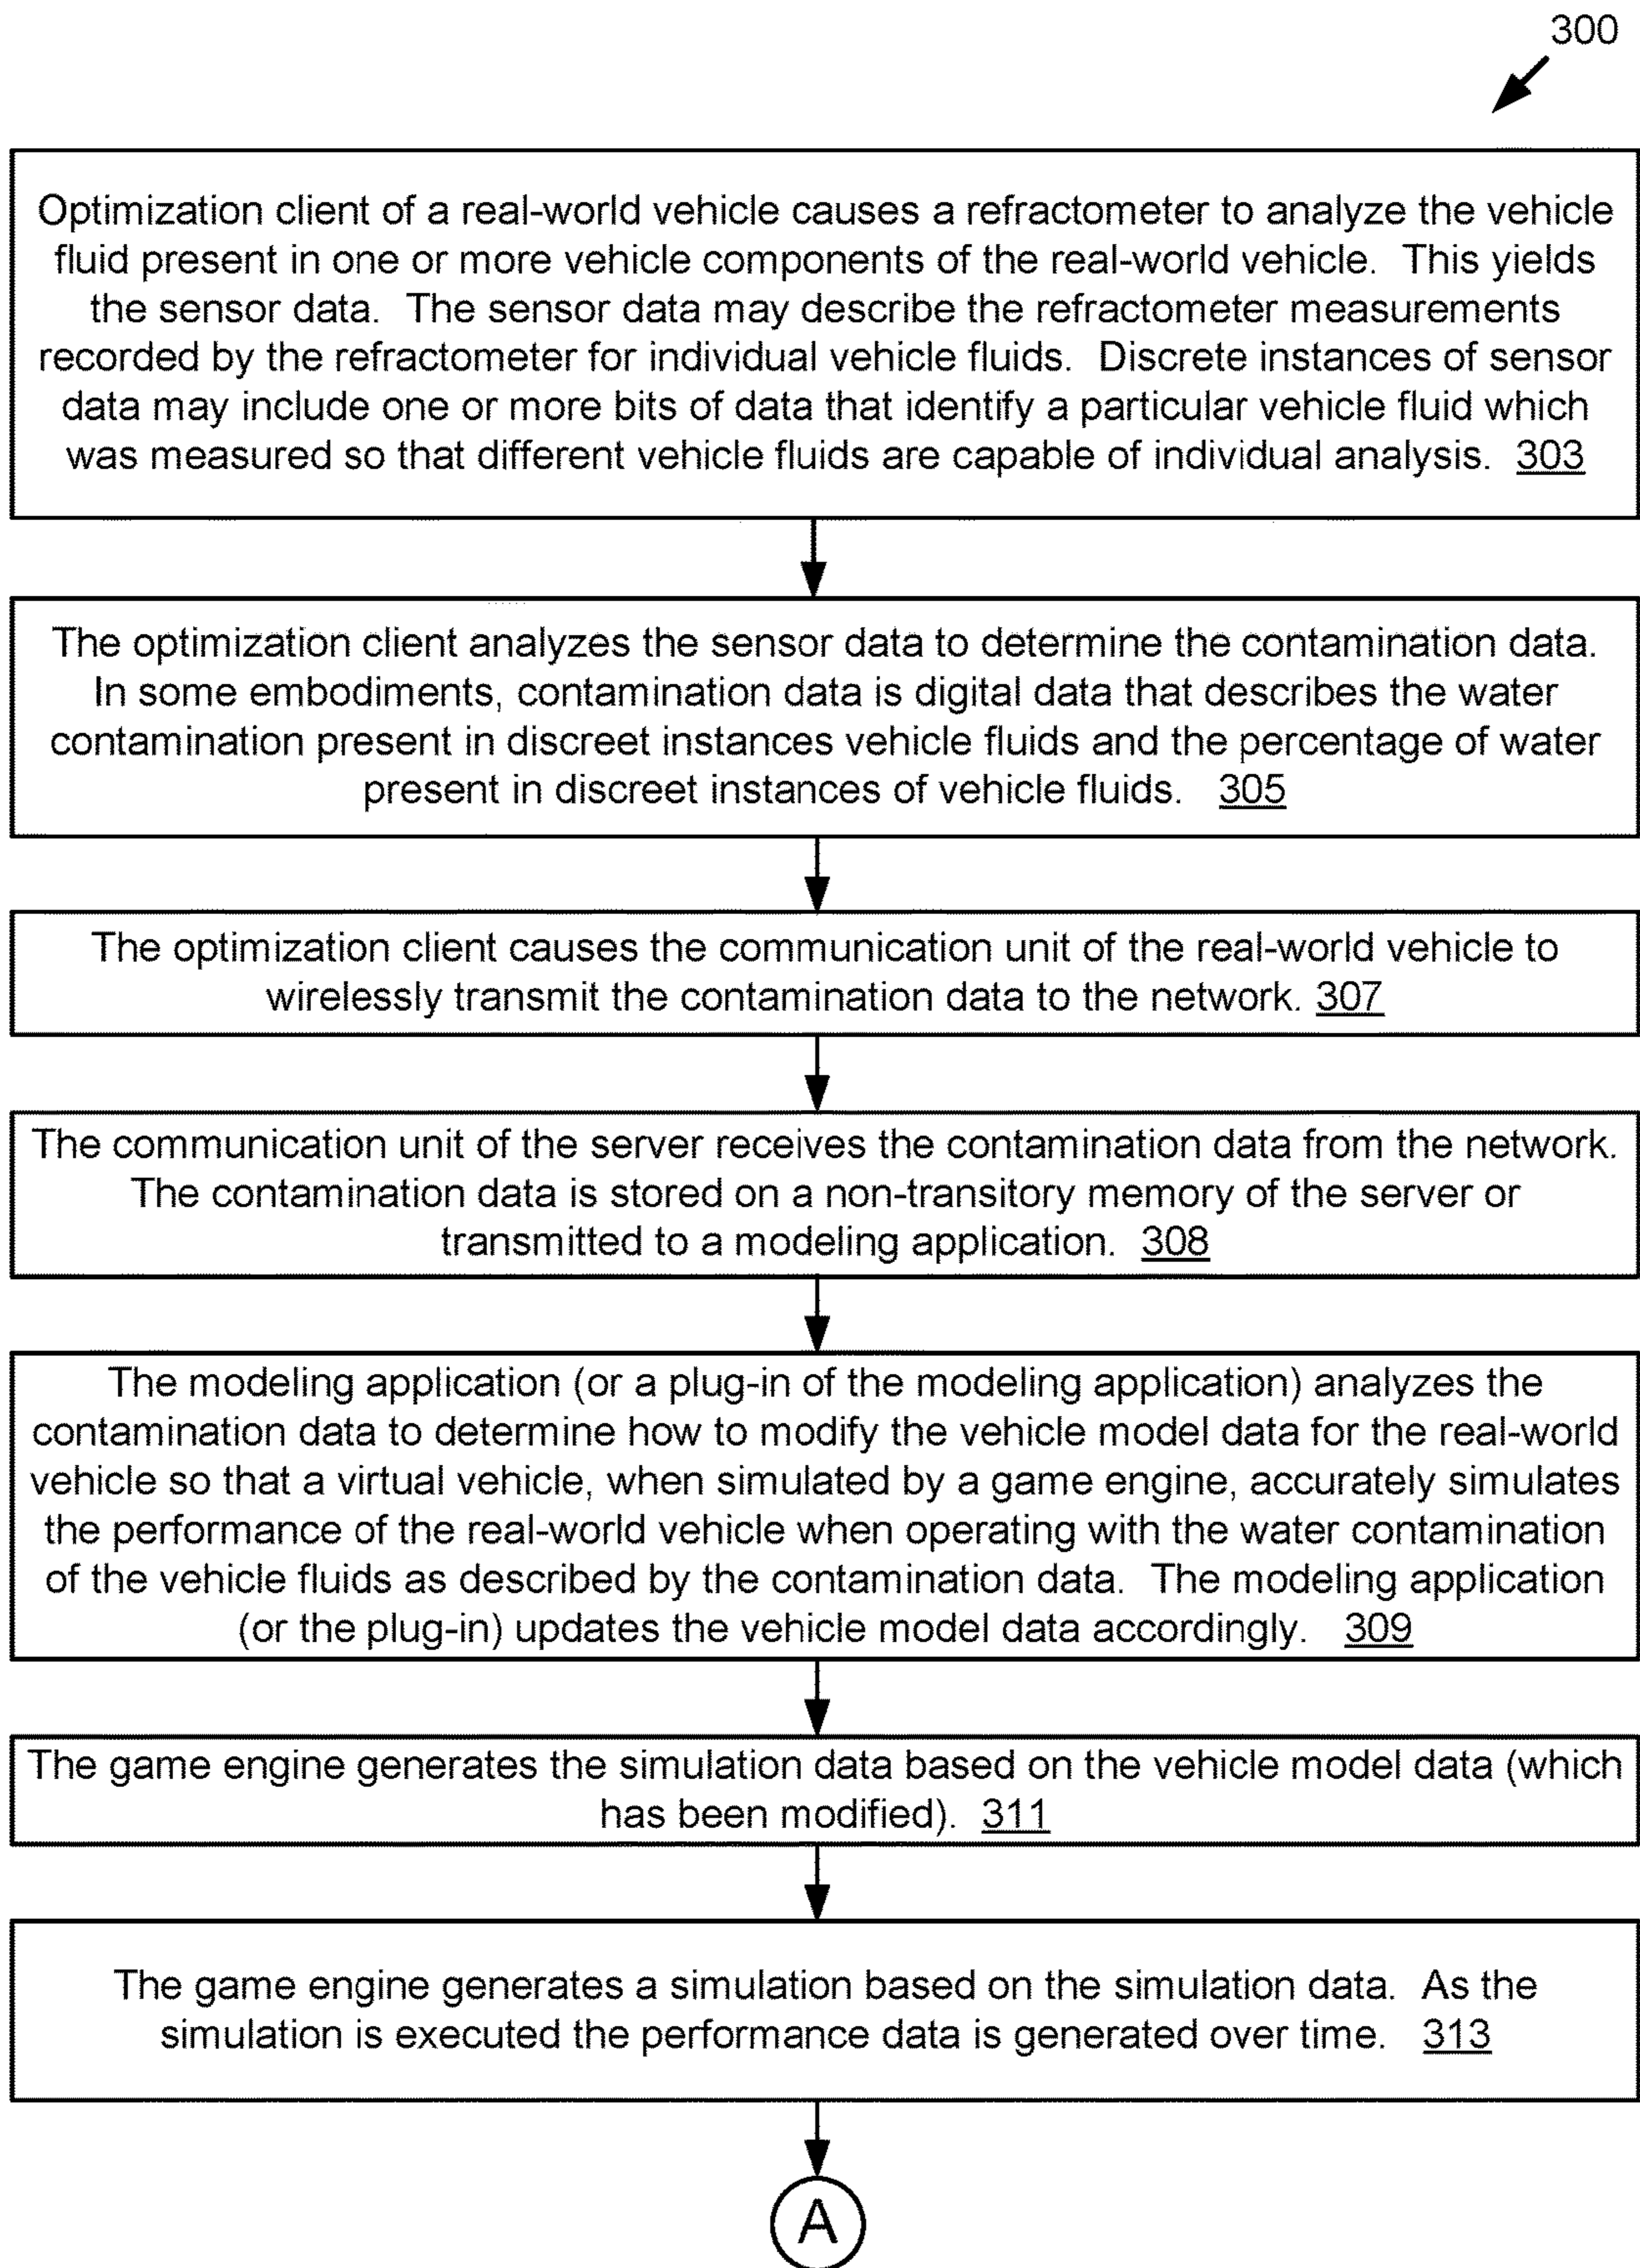 300
Optimization client of a real-world vehicle causes a refractometer to analyze the vehicle
fluid present in one or more vehicle components of the real-world vehicle.  This yields
the sensor data.  The sensor data may describe the refractometer measurements
recorded by the refractometer for individual vehicle fluids.  Discrete instances of sensor
data may include one or more bits of data that identify a particular vehicle fluid which
was measured so that different vehicle fluids are capable of individual analysis.  303
The optimization client analyzes the sensor data to determine the contamination data.
In some embodiments, contamination data is digital data that describes the water
contamination present in discreet instances vehicle fluids and the percentage of water
present in discreet instances of vehicle fluids.   305
The optimization client causes the communication unit of the real-world vehicle to
wirelessly transmit the contamination data to the network. 307
The communication unit of the server receives the contamination data from the network.
The contamination data is stored on a non-transitory memory of the server or
transmitted to a modeling application.  308
The modeling application (or a plug-in of the modeling application) analyzes the
contamination data to determine how to modify the vehicle model data for the real-world
vehicle so that a virtual vehicle, when simulated by a game engine, accurately simulates
the performance of the real-world vehicle when operating with the water contamination
of the vehicle fluids as described by the contamination data.  The modeling application
(or the plug-in) updates the vehicle model data accordingly.   309
The game engine generates the simulation data based on the vehicle model data (which
has been modified).  311
The game engine generates a simulation based on the simulation data.  As the
simulation is executed the performance data is generated over time.   313
A